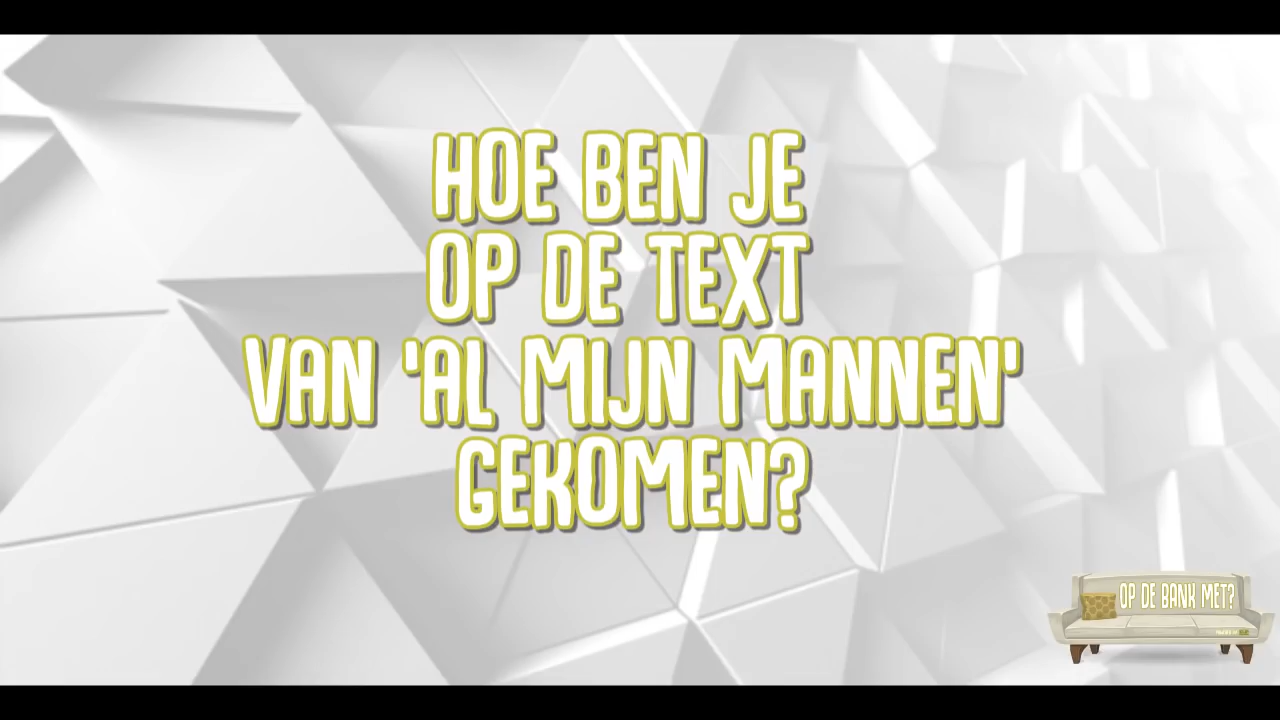 HOE BEN JE
OP DE TEXT
VAN 'AL MIJN MANNEN'
GEKOMEN?
OP DE BANK MET?